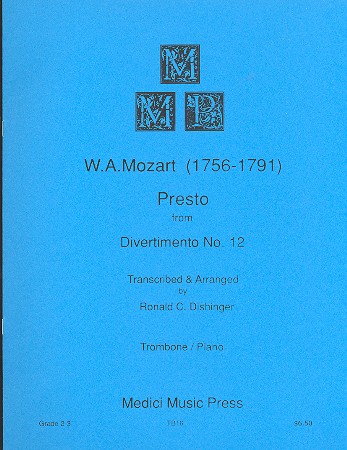 M
M P
W.A.Mozart (1756-1791)
Presto
from
Divertimento No. 12
Transcribed & Arranged
by
Ronald C. Dishinger
Trombone / Piano
Medici Music Press
Grade 2-3